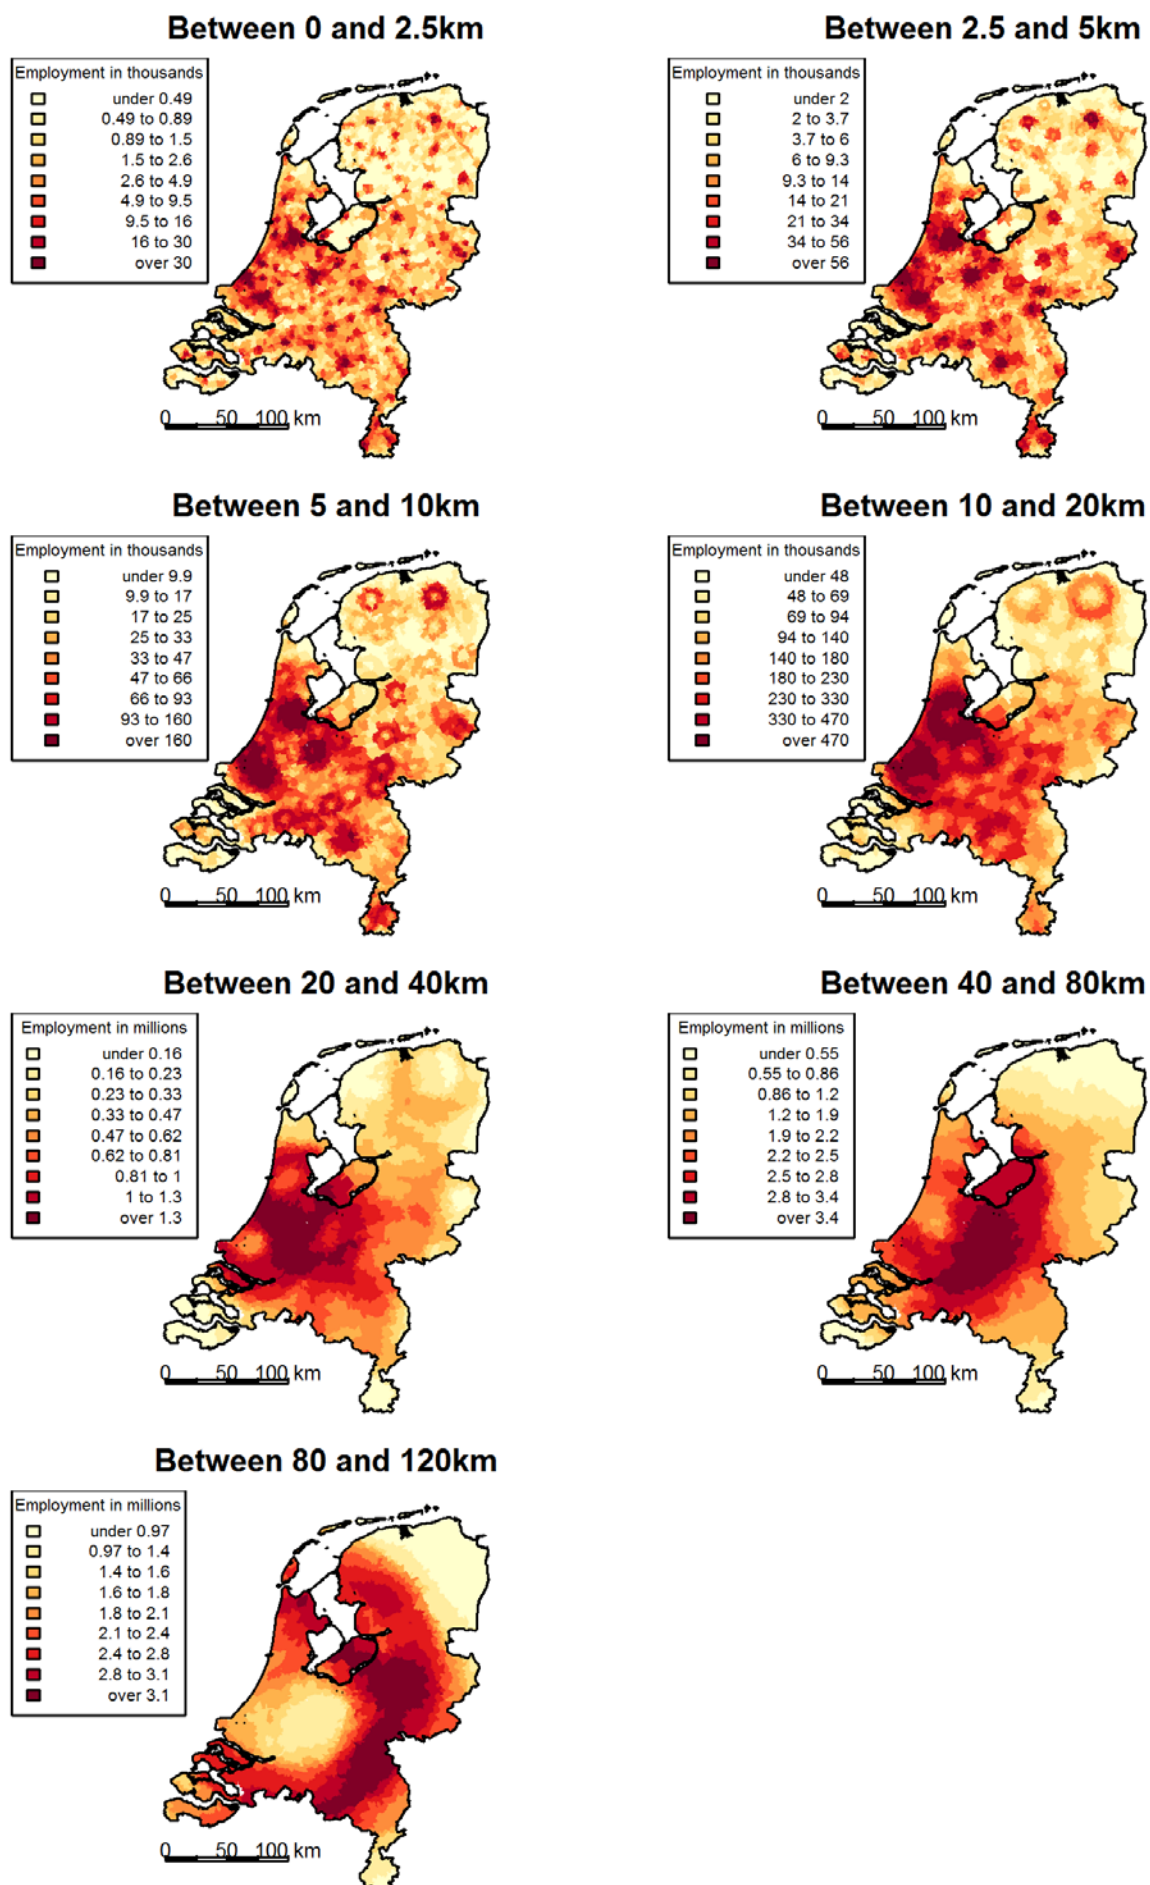 Between 0 and 2.5km
Employment in thousands
under 0.49
0.49 to 0.89
0.89 to 1.5
1.5 to 2.6
2.6 to 4.9
4.9 to 9.5
9.5 to 16
16 to 30
over 30
0 50 100 km
Between 2.5 and 5km
Employment in thousands
under 2
2 to 3.7
3.7 to 6
6 to 9.3
9.3 to 14
14 to 21
21 to 34
34 to 56
over 56
0 50 100 km
Between 5 and 10km
Employment in thousands
under 9.9
9.9 to 17
17 to 25
25 to 33
33 to 47
47 to 66
66 to 93
93 to 160
over 160
0 50 100 km
Between 10 and 20km
Employment in thousands
under 48
48 to 69
69 to 94
94 to 140
140 to 180
180 to 230
230 to 330
330 to 470
over 470
0 50 100 km
Between 20 and 40km
Employment in millions
under 0.16
0.16 to 0.23
0.23 to 0.33
0.33 to 0.47
0.47 to 0.62
0.62 to 0.81
0.81 to 1
1 to 1.3
over 1.3
0 50 100 km
Between 40 and 80km
Employment in millions
under 0.55
0.55 to 0.86
0.86 to 1.2
1.2 to 1.9
1.9 to 2.2
2.2 to 2.5
2.5 to 2.8
2.8 to 3.4
over 3.4
0 50 100 km
Between 80 and 120km
Employment in millions
under 0.97
0.97 to 1.4
1.4 to 1.6
1.6 to 1.8
1.8 to 2.1
2.1 to 2.4
2.4 to 2.8
2.8 to 3.1
over 3.1
0 50 100 km